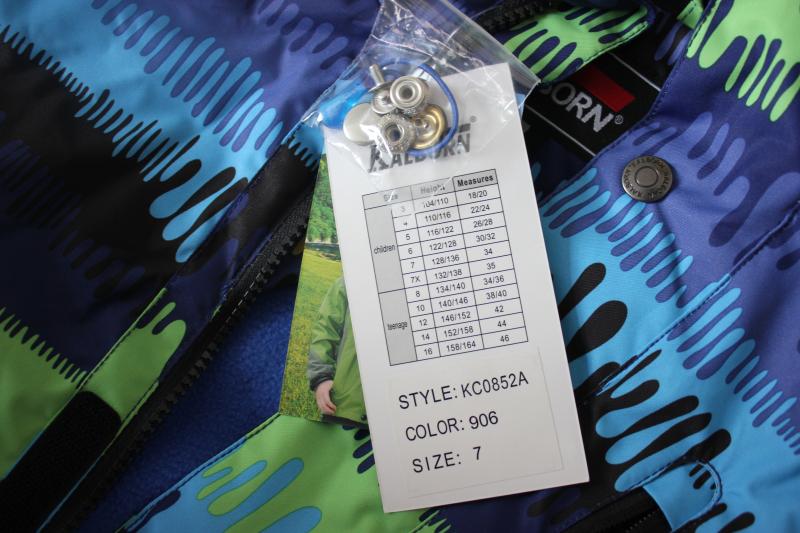 KALBORN®
BORN®
Size Height Measures
children
3 104/110 18/20
4 110/116 22/24
5 116/122 26/28
6 122/128 30/32
7 128/136 34
7X 132/138 35
teenage
8 134/140 34/36
10 140/146 38/40
12 146/152 42
14 152/158 44
16 158/164 46
STYLE: KC0852A
COLOR: 906
SIZE: 7